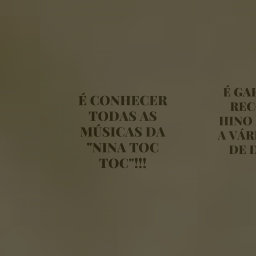 É CONHECER
TODAS AS
MÚSICAS DA
"NINA TOC
TOC"!!!
É
HINO
A
DE